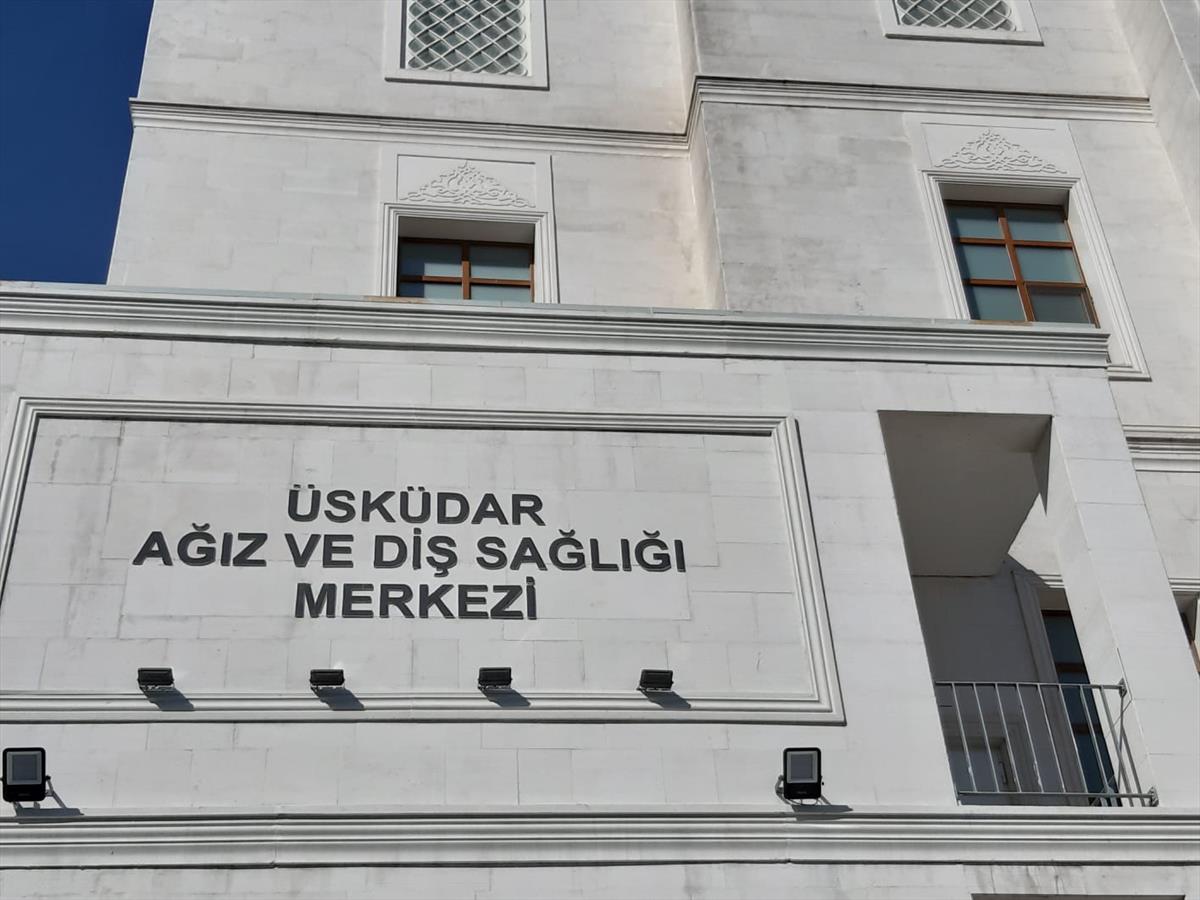 ÜSKÜDAR
AĞIZ VE DİŞ SAĞLIĞI
MERKEZİ